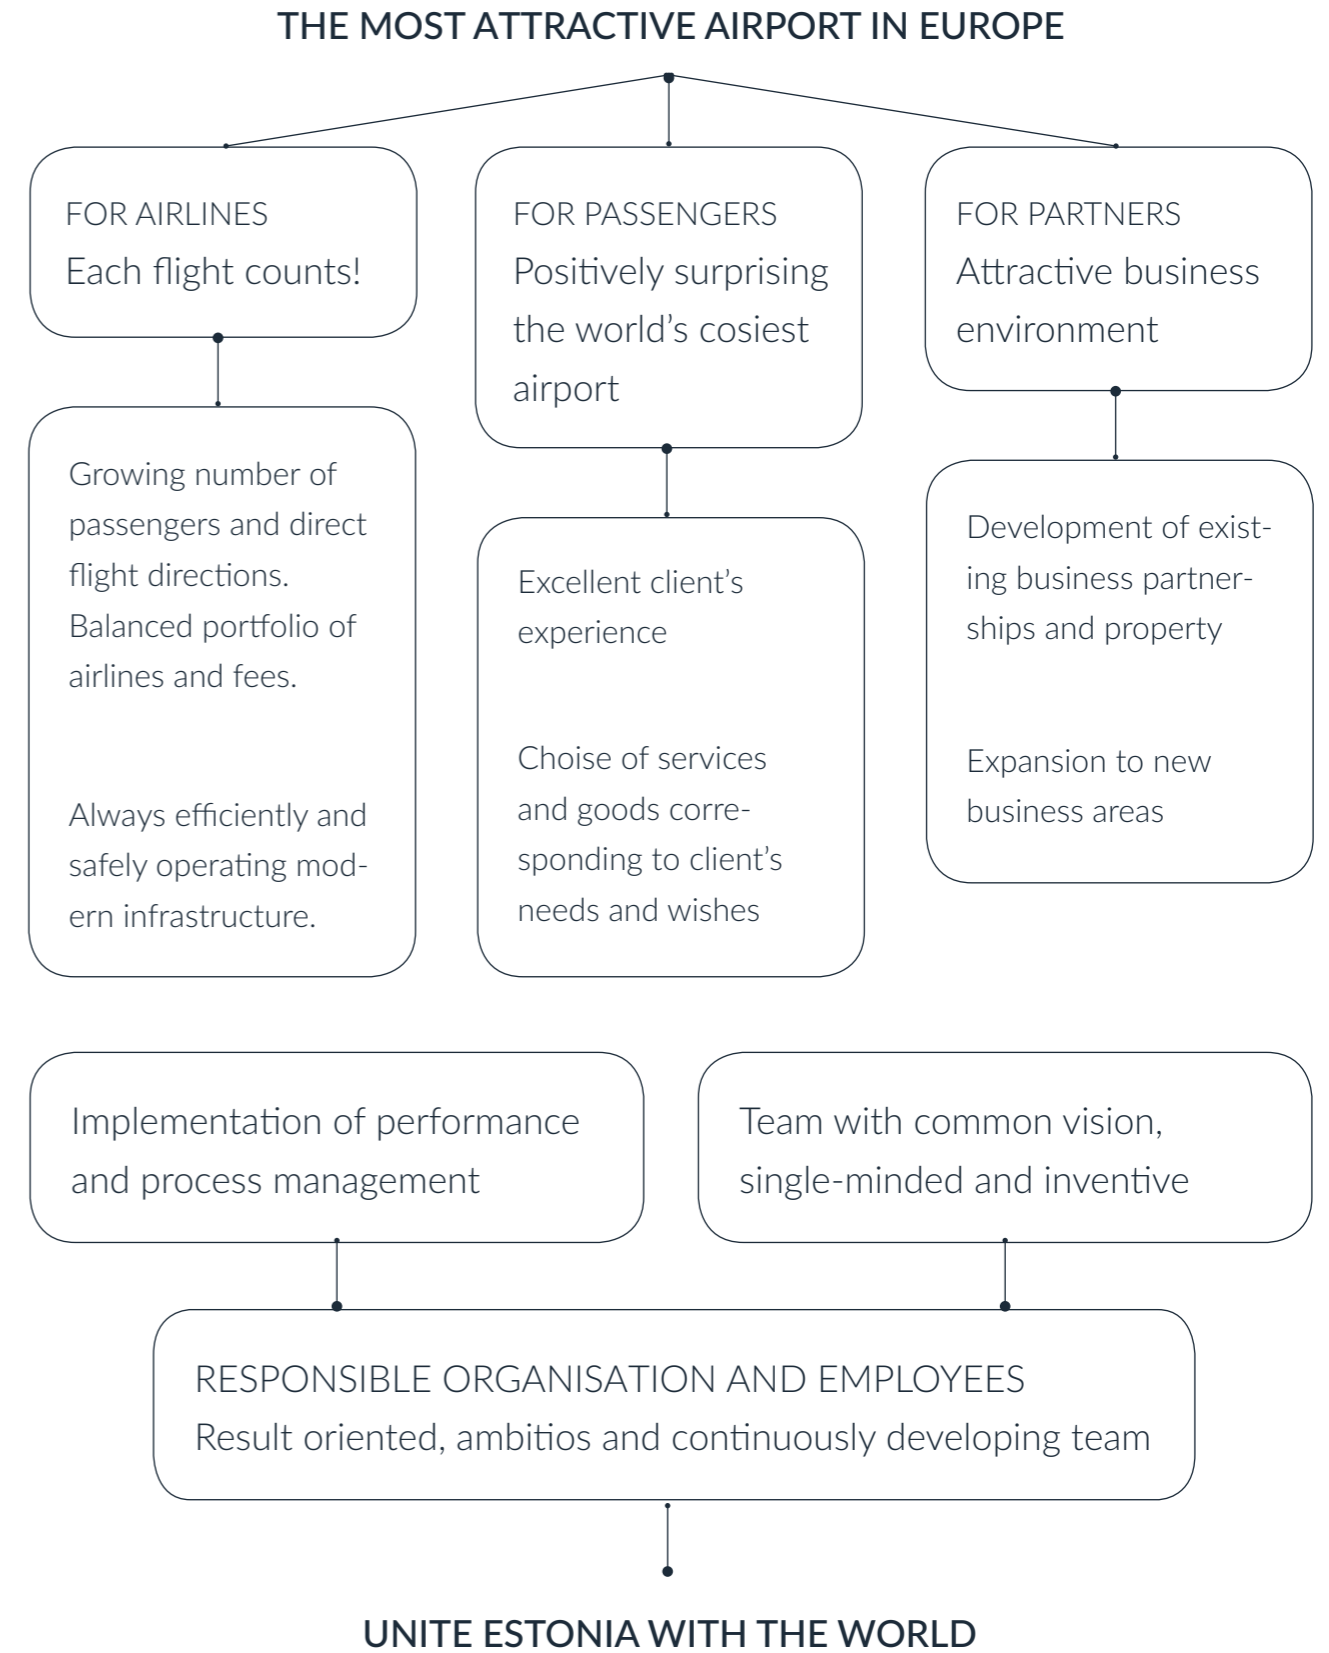 THE MOST ATTRACTIVE AIRPORT IN EUROPE
FOR AIRLINES
Each flight counts!
FOR PASSENGERS
Positively surprising
the world’s cosiest
airport
FOR PARTNERS
Attractive business
environment
Growing number of
passengers and direct
flight directions.
Balanced portfolio of
airlines and fees.
Always efficiently and
safely operating mod-
ern infrastructure.
Excellent client’s
experience
Choise of services
and goods corre-
sponding to client’s
needs and wishes
Development of exist-
ing business partner-
ships and property
Expansion to new
business areas
Implementation of performance
and process management
Team with common vision,
single-minded and inventive
RESPONSIBLE ORGANISATION AND EMPLOYEES
Result oriented, ambitios and continuously developing team
UNITE ESTONIA WITH THE WORLD